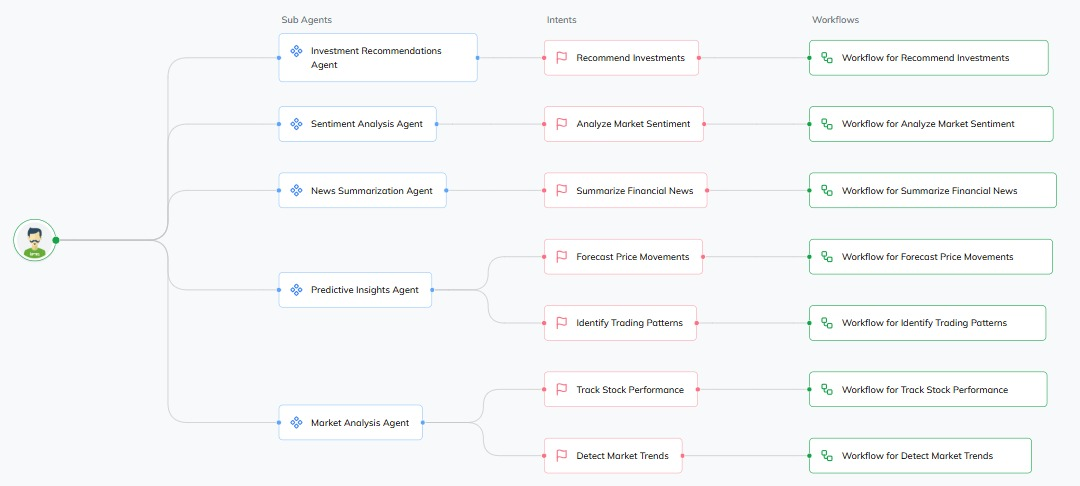 Sub Agents
Intents
Workflows
Investment Recommendations
Agent
Recommend Investments
Workflow for Recommend Investments
Sentiment Analysis Agent
Analyze Market Sentiment
Workflow for Analyze Market Sentiment
News Summarization Agent
Summarize Financial News
Workflow for Summarize Financial News
Forecast Price Movements
Workflow for Forecast Price Movements
Predictive Insights Agent
Identify Trading Patterns
Workflow for Identify Trading Patterns
Track Stock Performance
Workflow for Track Stock Performance
Market Analysis Agent
Detect Market Trends
Workflow for Detect Market Trends